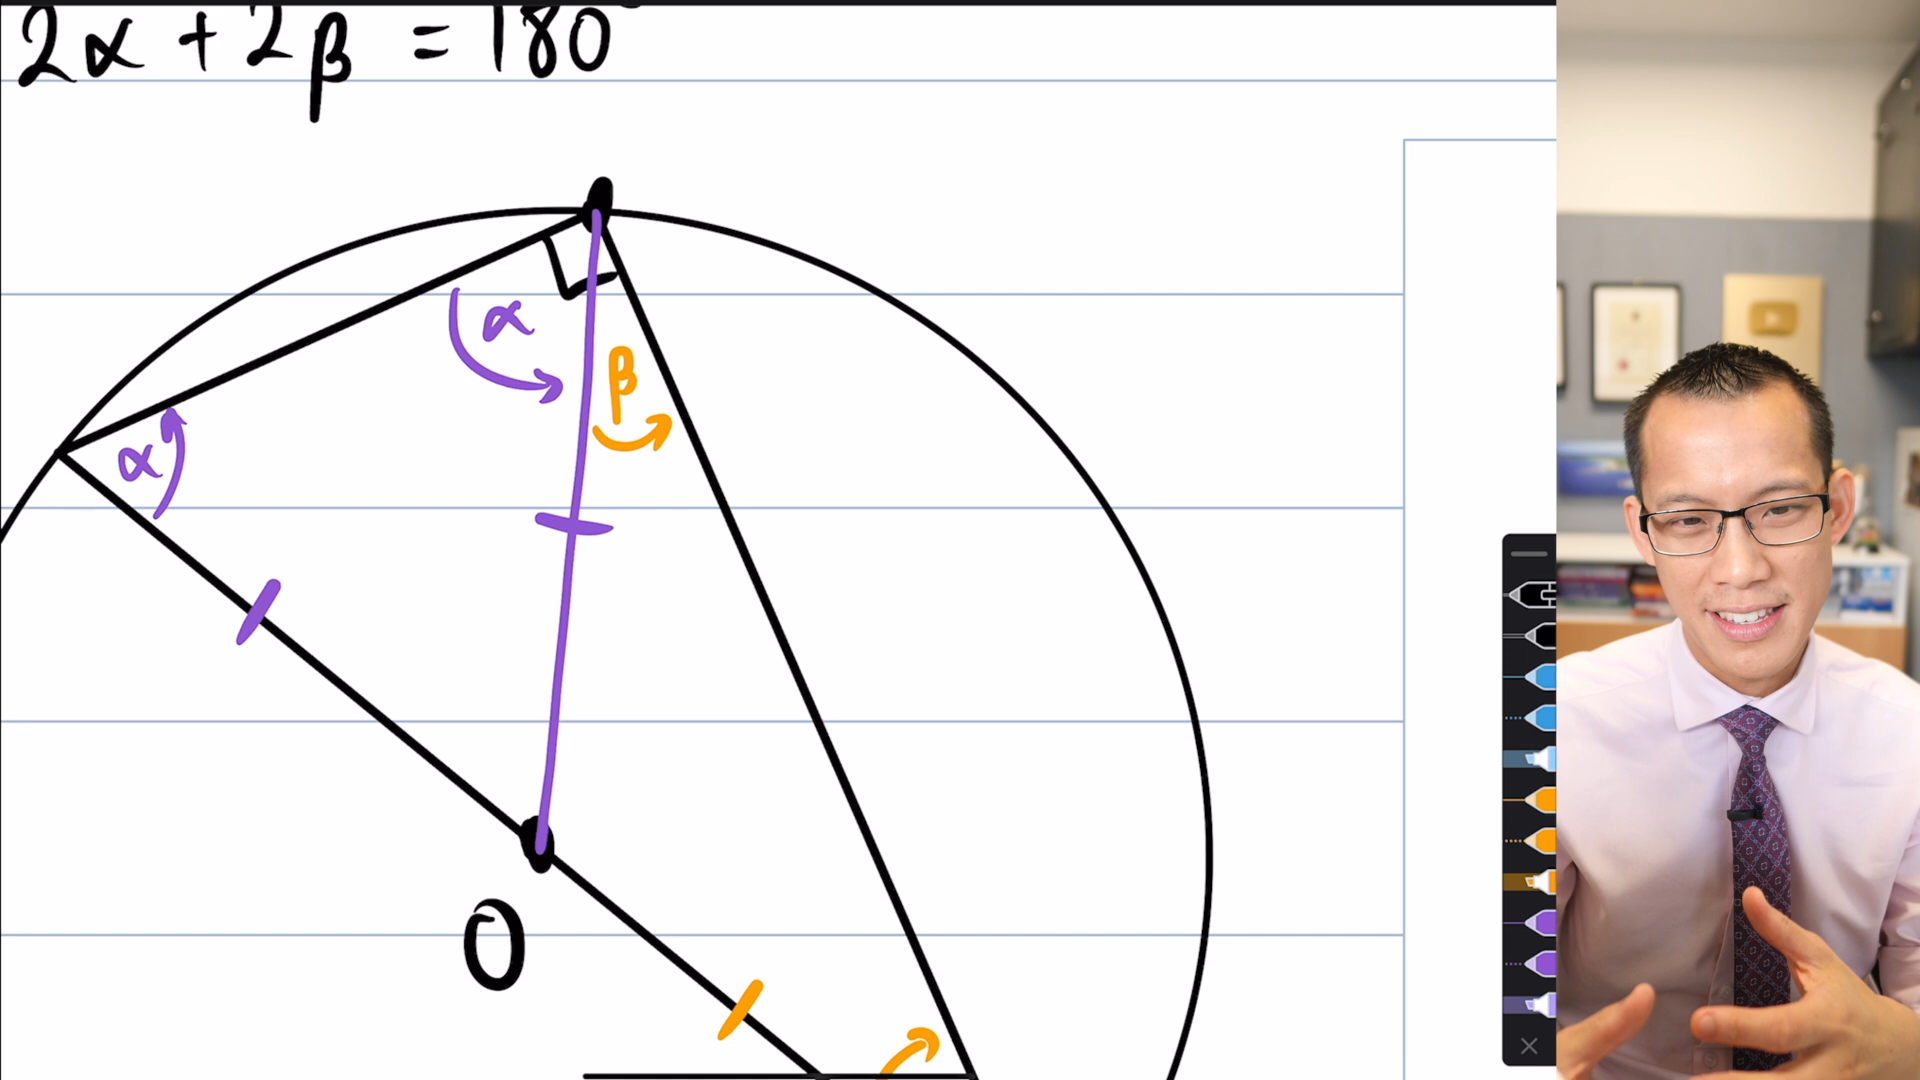 2α + 2β = 180°
α
β
α
O